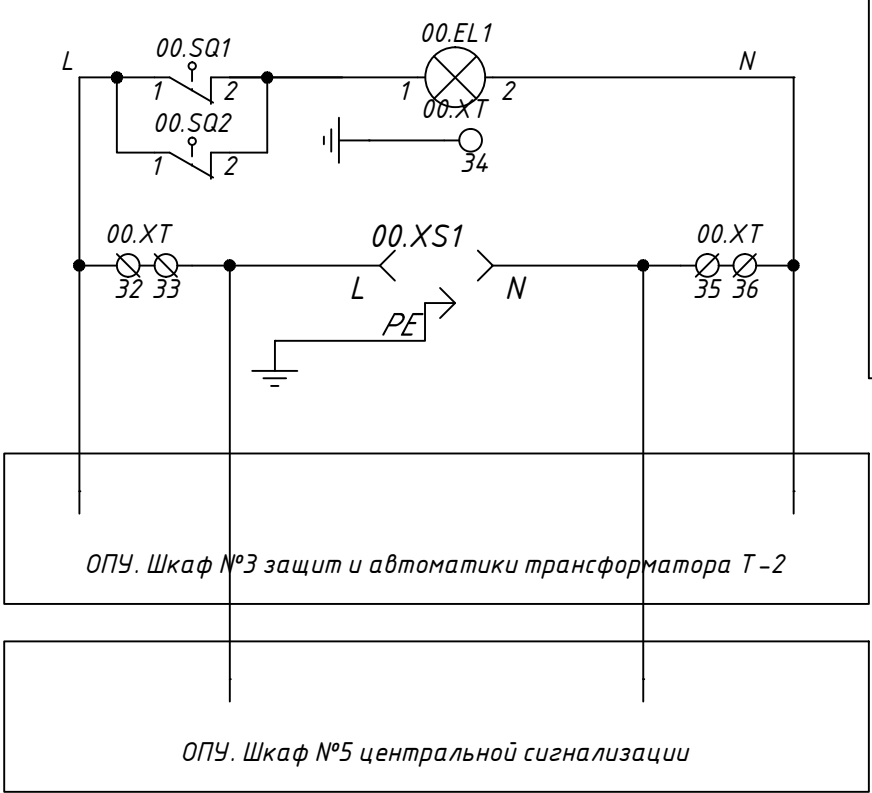 L
00.SQ1
1
2
00.EL1
1
2
N
00.SQ2
1
2
00.XT
34
00.XT
32 33
00.XS1
L
N
PE
00.XT
35 36
ОПУ. Шкаф №3 защит и автоматики трансформатора Т-2
ОПУ. Шкаф №5 центральной сигнализации